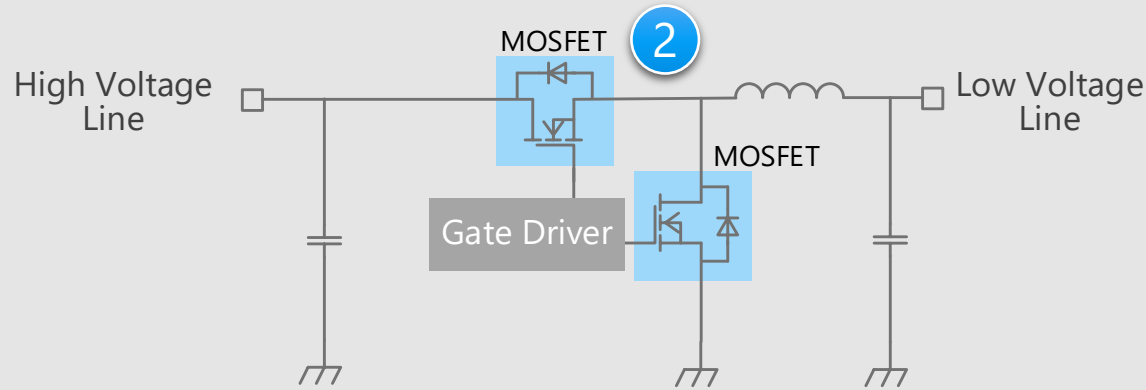 MOSFET
2
High Voltage
Line
Low Voltage
Line
MOSFET
Gate Driver